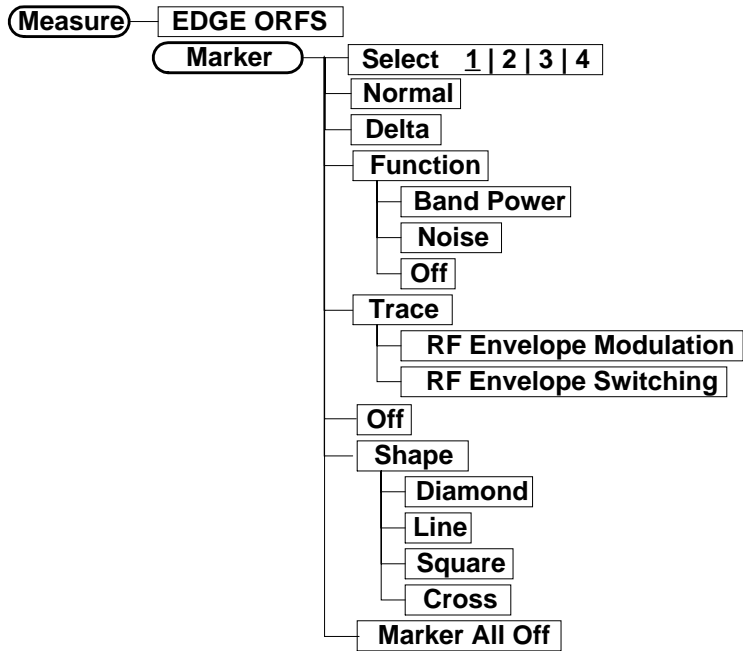 Measure EDGE ORFS
Marker Select 1 | 2 | 3 | 4
Normal
Delta
Function
Band Power
Noise
Off
Trace
RF Envelope Modulation
RF Envelope Switching
Off
Shape
Diamond
Line
Square
Cross
Marker All Off